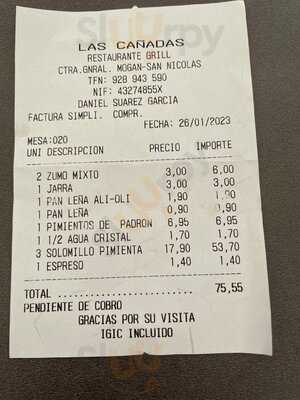 LAS CAÑADAS
RESTAURANTE GRILL
CTRA.GNRAL. MOGAN-SAN NICOLAS
TFN: 928 943 590
NIF: 43274855X
DANIEL SUAREZ GARCIA
FACTURA SIMPLI. COMPR.
FECHA: 26/01/2023
MESA:020
UNI DESCRIPCION PRECIO IMPORTE
2 ZUMO MIXTO 3,00 6,00
1 JARRA 3,00 3,00
1 PAN LEÑA ALI-OLI 1,90 1,90
1 PAN LEÑA 0,90 0,90
1 PIMIENTOS DE PADRON 6,95 6,95
1 1/2 AGUA CRISTAL 1,70 1,70
3 SOLOMILLO PIMIENTA 17,90 53,70
1 ESPRESO 1,40 1,40
TOTAL ..................... 75,55
PENDIENTE DE COBRO
GRACIAS POR SU VISITA
IGIC INCLUIDO